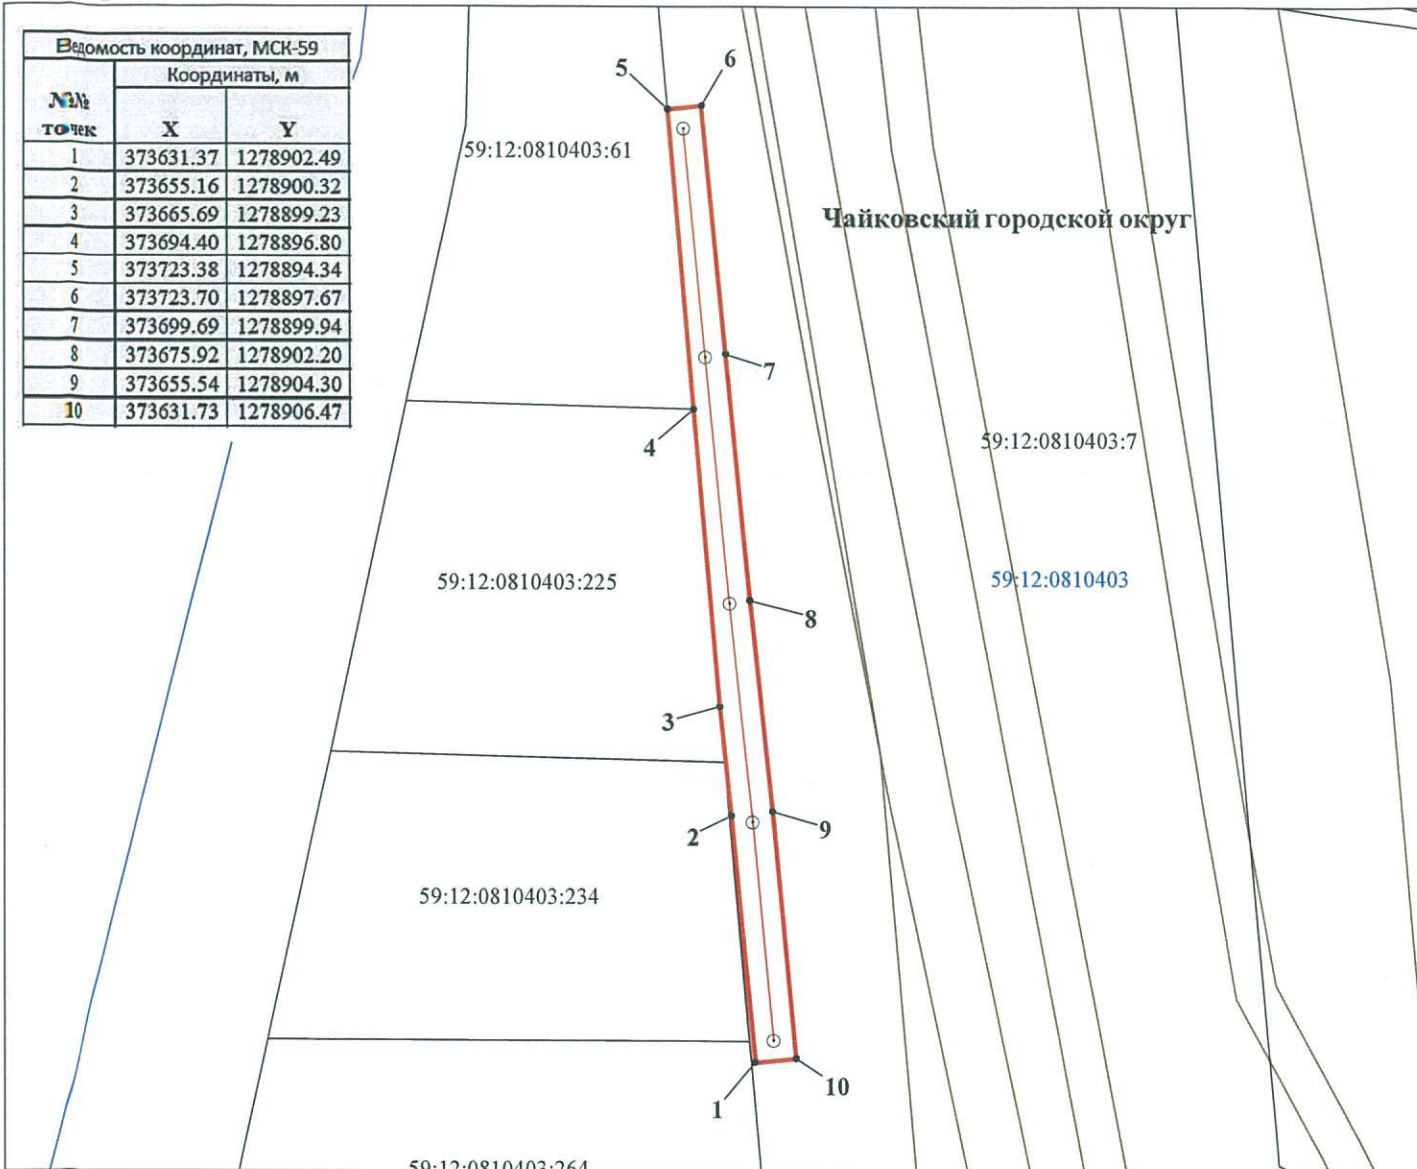 Ведомость координат, МСК-59
№№ точек
Координаты, м
X Y
1 373631.37 1278902.49
2 373655.16 1278900.32
3 373665.69 1278899.23
4 373694.40 1278896.80
5 373723.38 1278894.34
6 373723.70 1278897.67
7 373699.69 1278899.94
8 373675.92 1278902.20
9 373655.54 1278904.30
10 373631.73 1278906.47
5
6
59:12:0810403:61
Чайковский городской округ
7
4
59:12:0810403:7
59:12:0810403:225
59:12:0810403
8
3
2
9
59:12:0810403:234
10
1
59:12:0810403:264